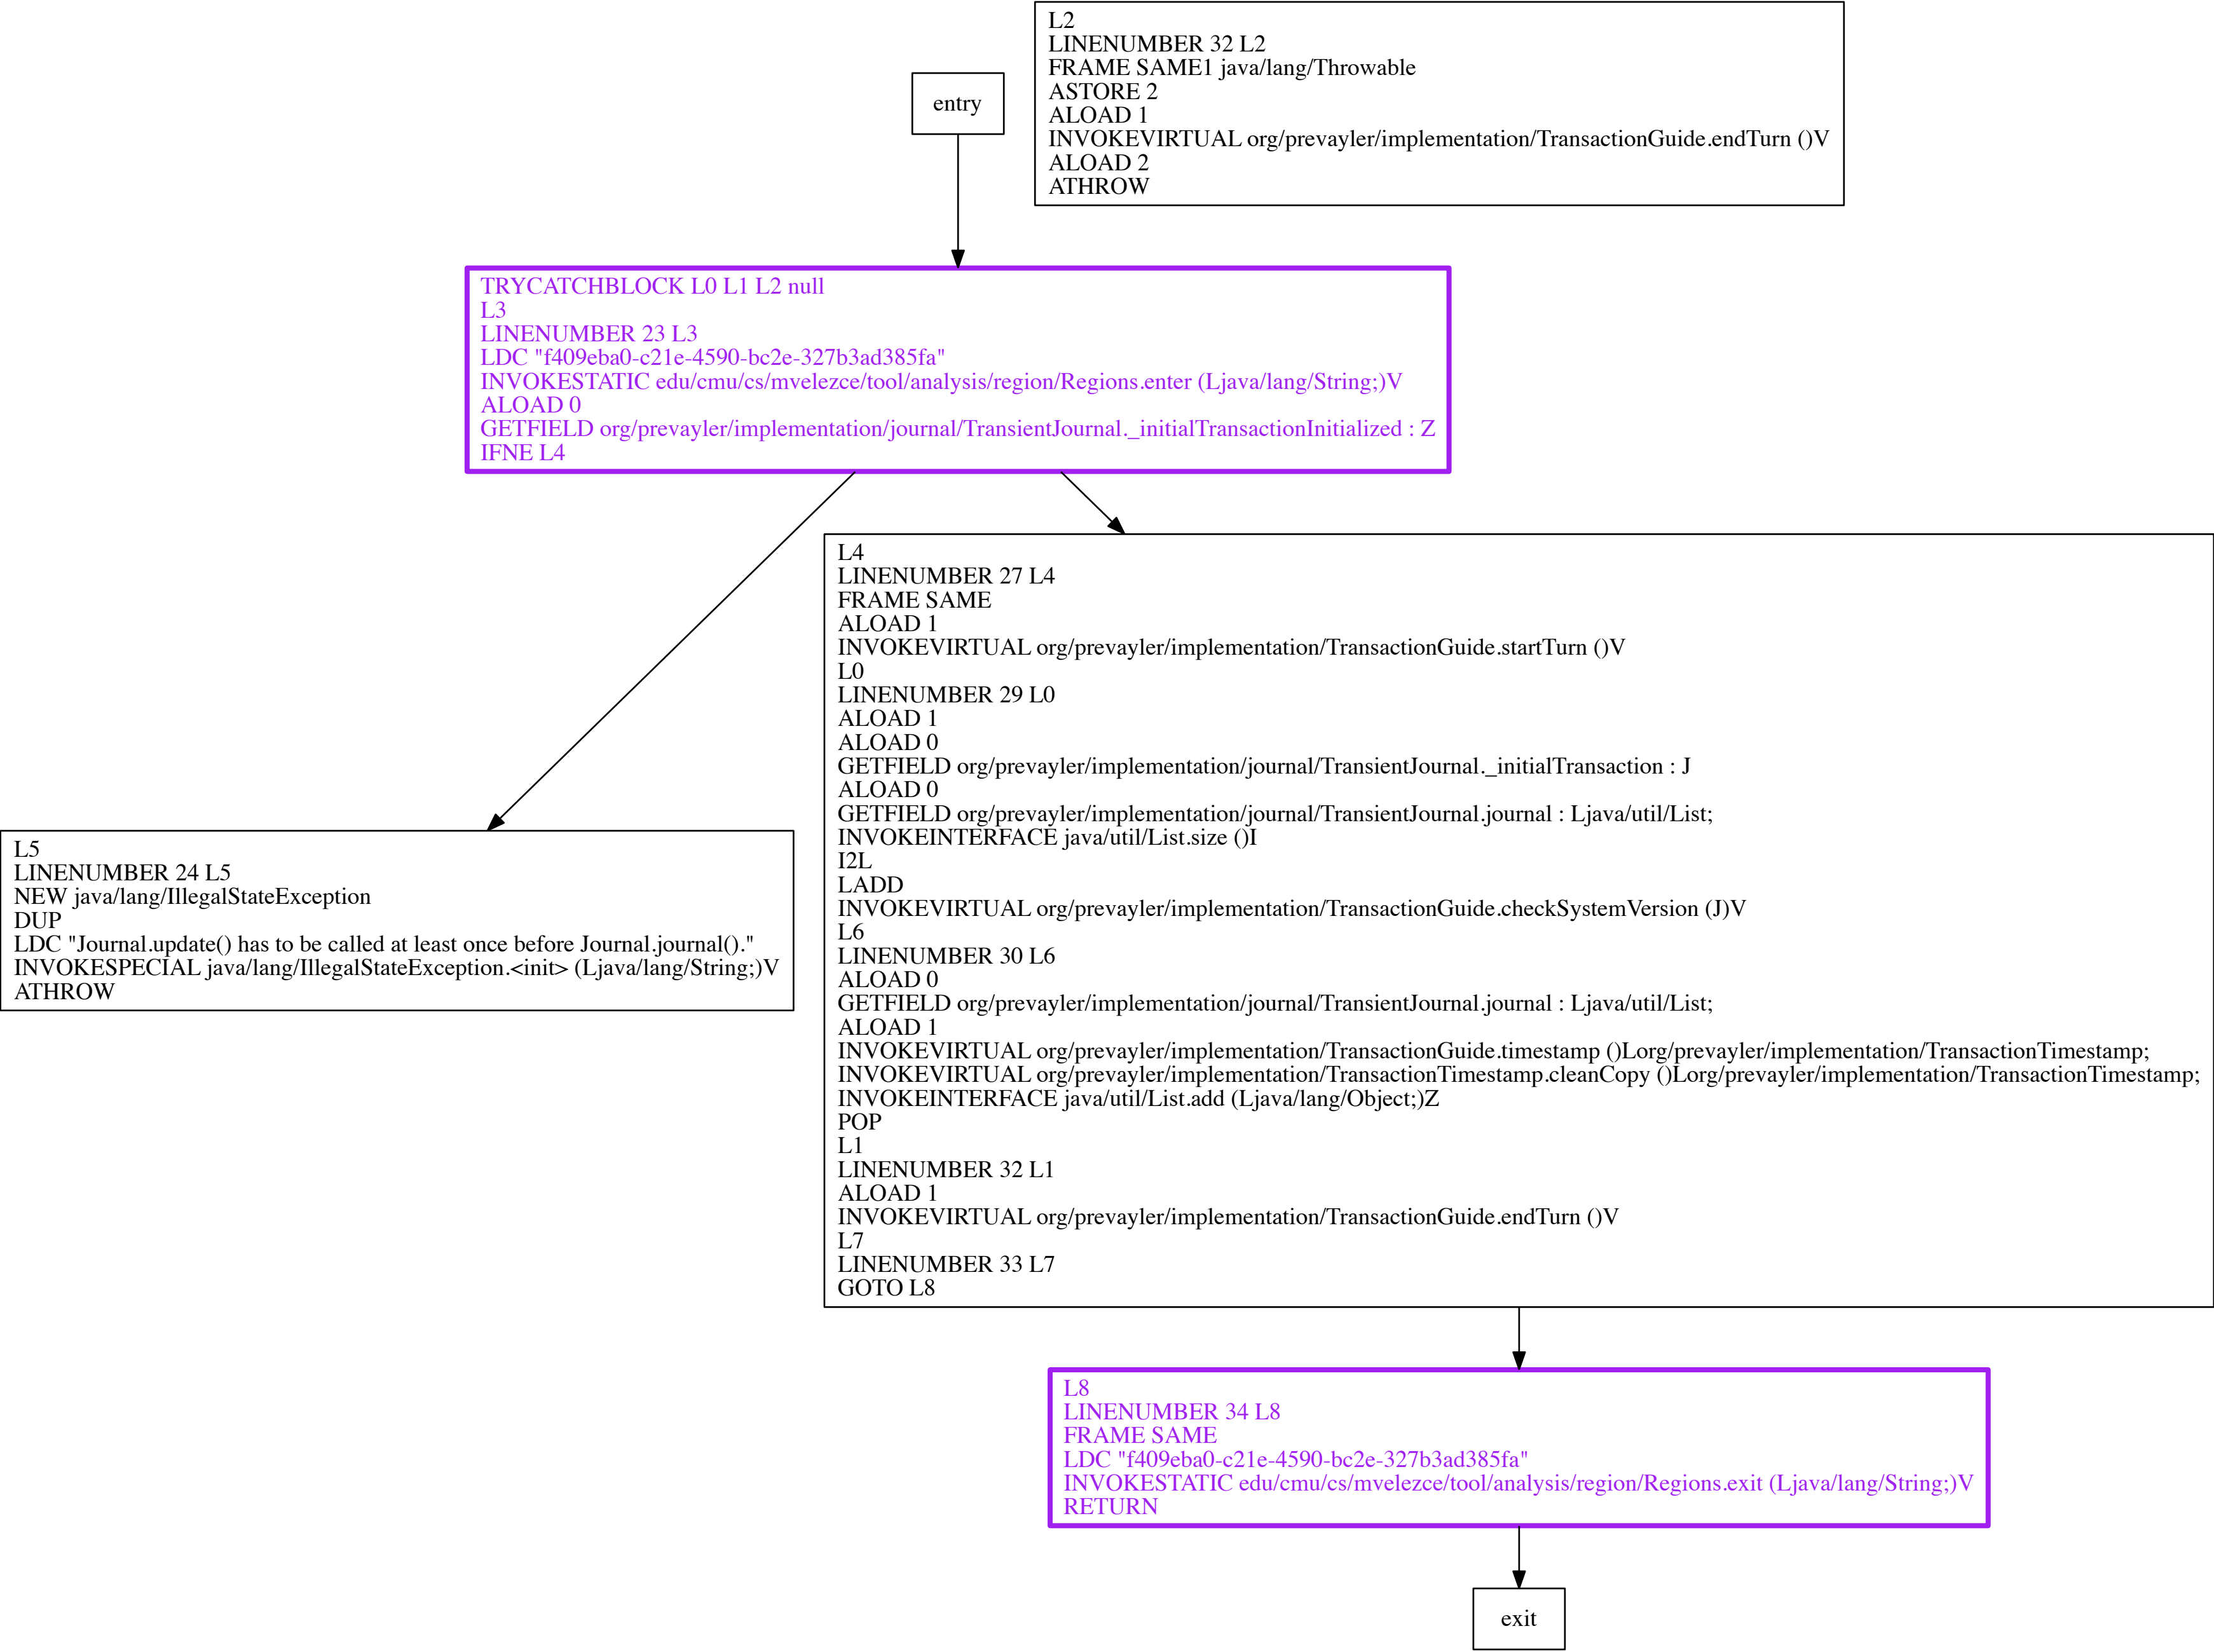 L2
LINENUMBER 32 L2
FRAME SAME1 java/lang/Throwable
ASTORE 2
ALOAD 1
INVOKEVIRTUAL org/prevayler/implementation/TransactionGuide.endTurn ()V
ALOAD 2
ATHROW
entry
TRYCATCHBLOCK L0 L1 L2 null
L3
LINENUMBER 23 L3
LDC "f409eba0-c21e-4590-bc2e-327b3ad385fa"
INVOKESTATIC edu/cmu/cs/mvelezce/tool/analysis/region/Regions.enter (Ljava/lang/String;)V
ALOAD 0
GETFIELD org/prevayler/implementation/journal/TransientJournal._initialTransactionInitialized : Z
IFNE L4
L4
LINENUMBER 27 L4
FRAME SAME
ALOAD 1
INVOKEVIRTUAL org/prevayler/implementation/TransactionGuide.startTurn ()V
L0
LINENUMBER 29 L0
ALOAD 1
ALOAD 0
GETFIELD org/prevayler/implementation/journal/TransientJournal._initialTransaction : J
ALOAD 0
GETFIELD org/prevayler/implementation/journal/TransientJournal.journal : Ljava/util/List;
INVOKEINTERFACE java/util/List.size ()I
I2L
LADD
INVOKEVIRTUAL org/prevayler/implementation/TransactionGuide.checkSystemVersion (J)V
L6
LINENUMBER 30 L6
ALOAD 0
GETFIELD org/prevayler/implementation/journal/TransientJournal.journal : Ljava/util/List;
ALOAD 1
INVOKEVIRTUAL org/prevayler/implementation/TransactionGuide.timestamp ()Lorg/prevayler/implementation/TransactionTimestamp;
INVOKEVIRTUAL org/prevayler/implementation/TransactionTimestamp.cleanCopy ()Lorg/prevayler/implementation/TransactionTimestamp;
INVOKEINTERFACE java/util/List.add (Ljava/lang/Object;)Z
POP
L1
LINENUMBER 32 L1
ALOAD 1
INVOKEVIRTUAL org/prevayler/implementation/TransactionGuide.endTurn ()V
L7
LINENUMBER 33 L7
GOTO L8
L5
LINENUMBER 24 L5
NEW java/lang/IllegalStateException
DUP
LDC "Journal.update() has to be called at least once before Journal.journal()."
INVOKESPECIAL java/lang/IllegalStateException.<init> (Ljava/lang/String;)V
ATHROW
L8
LINENUMBER 34 L8
FRAME SAME
LDC "f409eba0-c21e-4590-bc2e-327b3ad385fa"
INVOKESTATIC edu/cmu/cs/mvelezce/tool/analysis/region/Regions.exit (Ljava/lang/String;)V
RETURN
exit